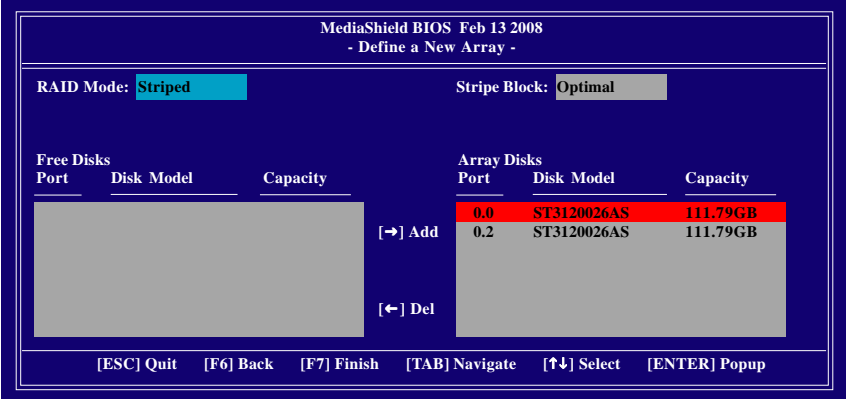 MediaShield BIOS Feb 13 2008
- Define a New Array -
RAID Mode: Striped
Stripe Block: Optimal
Free Disks
Port Disk Model Capacity
Array Disks
Port Disk Model Capacity
0.0 ST3120026AS 111.79GB
0.2 ST3120026AS 111.79GB
[→] Add
[←] Del
[ESC] Quit [F6] Back [F7] Finish [TAB] Navigate [↑↓] Select [ENTER] Popup